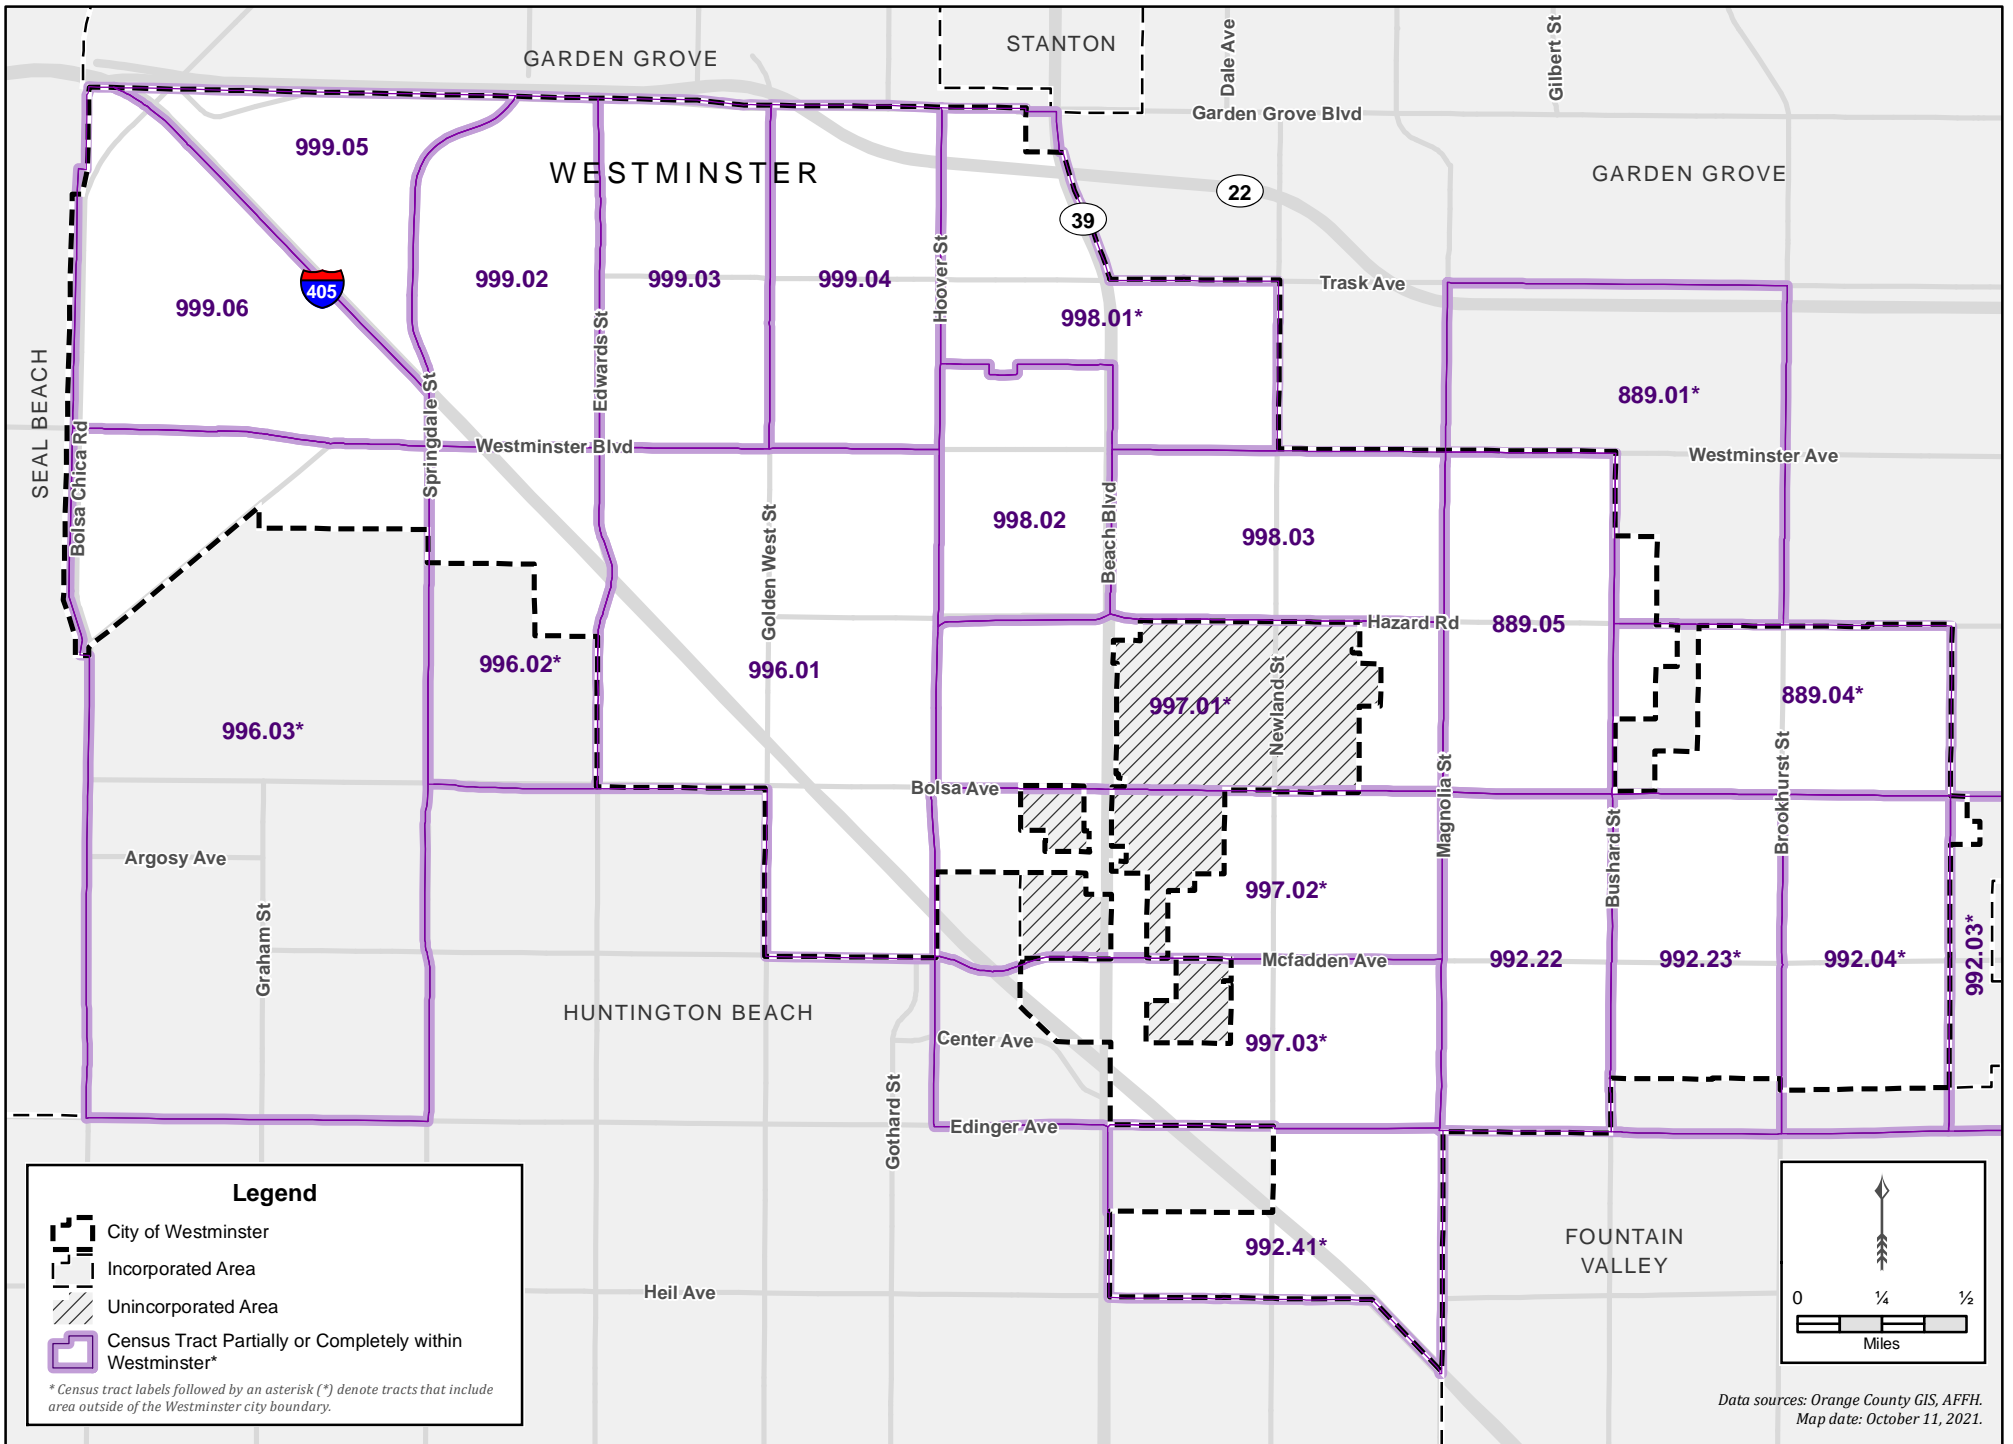 GARDEN GROVE
STANTON
Dale Ave
Gilbert St
Garden Grove Blvd
999.05
WESTMINSTER
GARDEN GROVE
22
39
999.06
405
999.02
999.03
999.04
Hoover St
998.01*
Trask Ave
SEAL BEACH
Edwards St
889.01*
Bolsa Chica Rd
Springdale St
Westminster Blvd
Westminster Ave
Golden West St
998.02
Beach Blvd
998.03
Hazard Rd
889.05
996.02*
996.01
997.01*
Newland St
889.04*
996.03*
Bolsa Ave
Magnolia St
Brookhurst St
Argosy Ave
Bushard St
997.02*
Graham St
Mcfadden Ave
992.22
992.23*
992.04*
992.03*
HUNTINGTON BEACH
Center Ave
997.03*
Gothard St
Edinger Ave
992.41*
FOUNTAIN
VALLEY
Heil Ave
Legend
City of Westminster
Incorporated Area
Unincorporated Area
Census Tract Partially or Completely within
Westminster*
* Census tract labels followed by an asterisk (*) denote tracts that include
area outside of the Westminster city boundary.
0 ¼ ½
Miles
Data sources: Orange County GIS, AFFH.
Map date: October 11, 2021.